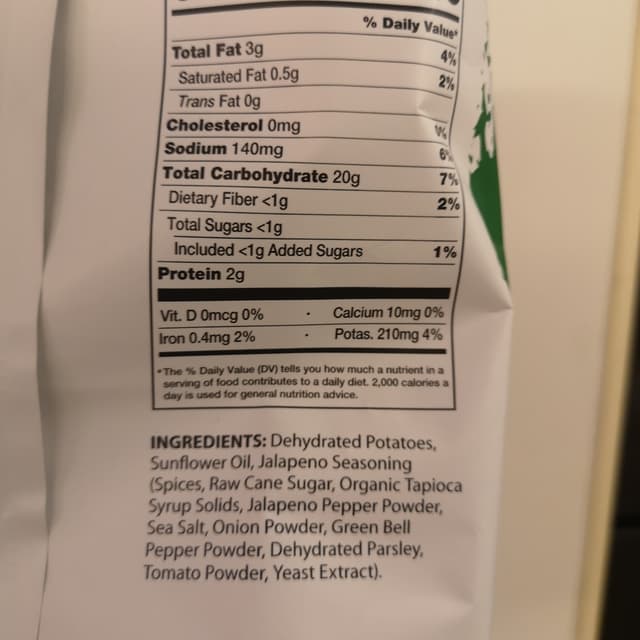 % Daily Value*
Total Fat 3g 4%
Saturated Fat 0.5g 2%
Trans Fat 0g
Cholesterol 0mg
Sodium 140mg 6%
Total Carbohydrate 20g 7%
Dietary Fiber <1g 2%
Total Sugars <1g
Included <1g Added Sugars 1%
Protein 2g
Vit. D 0mcg 0% · Calcium 10mg 0%
Iron 0.4mg 2% · Potas. 210mg 4%
*The % Daily Value (DV) tells you how much a nutrient in a
serving of food contributes to a daily diet. 2,000 calories a
day is used for general nutrition advice.
INGREDIENTS: Dehydrated Potatoes,
Sunflower Oil, Jalapeno Seasoning
(Spices, Raw Cane Sugar, Organic Tapioca
Syrup Solids, Jalapeno Pepper Powder,
Sea Salt, Onion Powder, Green Bell
Pepper Powder, Dehydrated Parsley,
Tomato Powder, Yeast Extract).